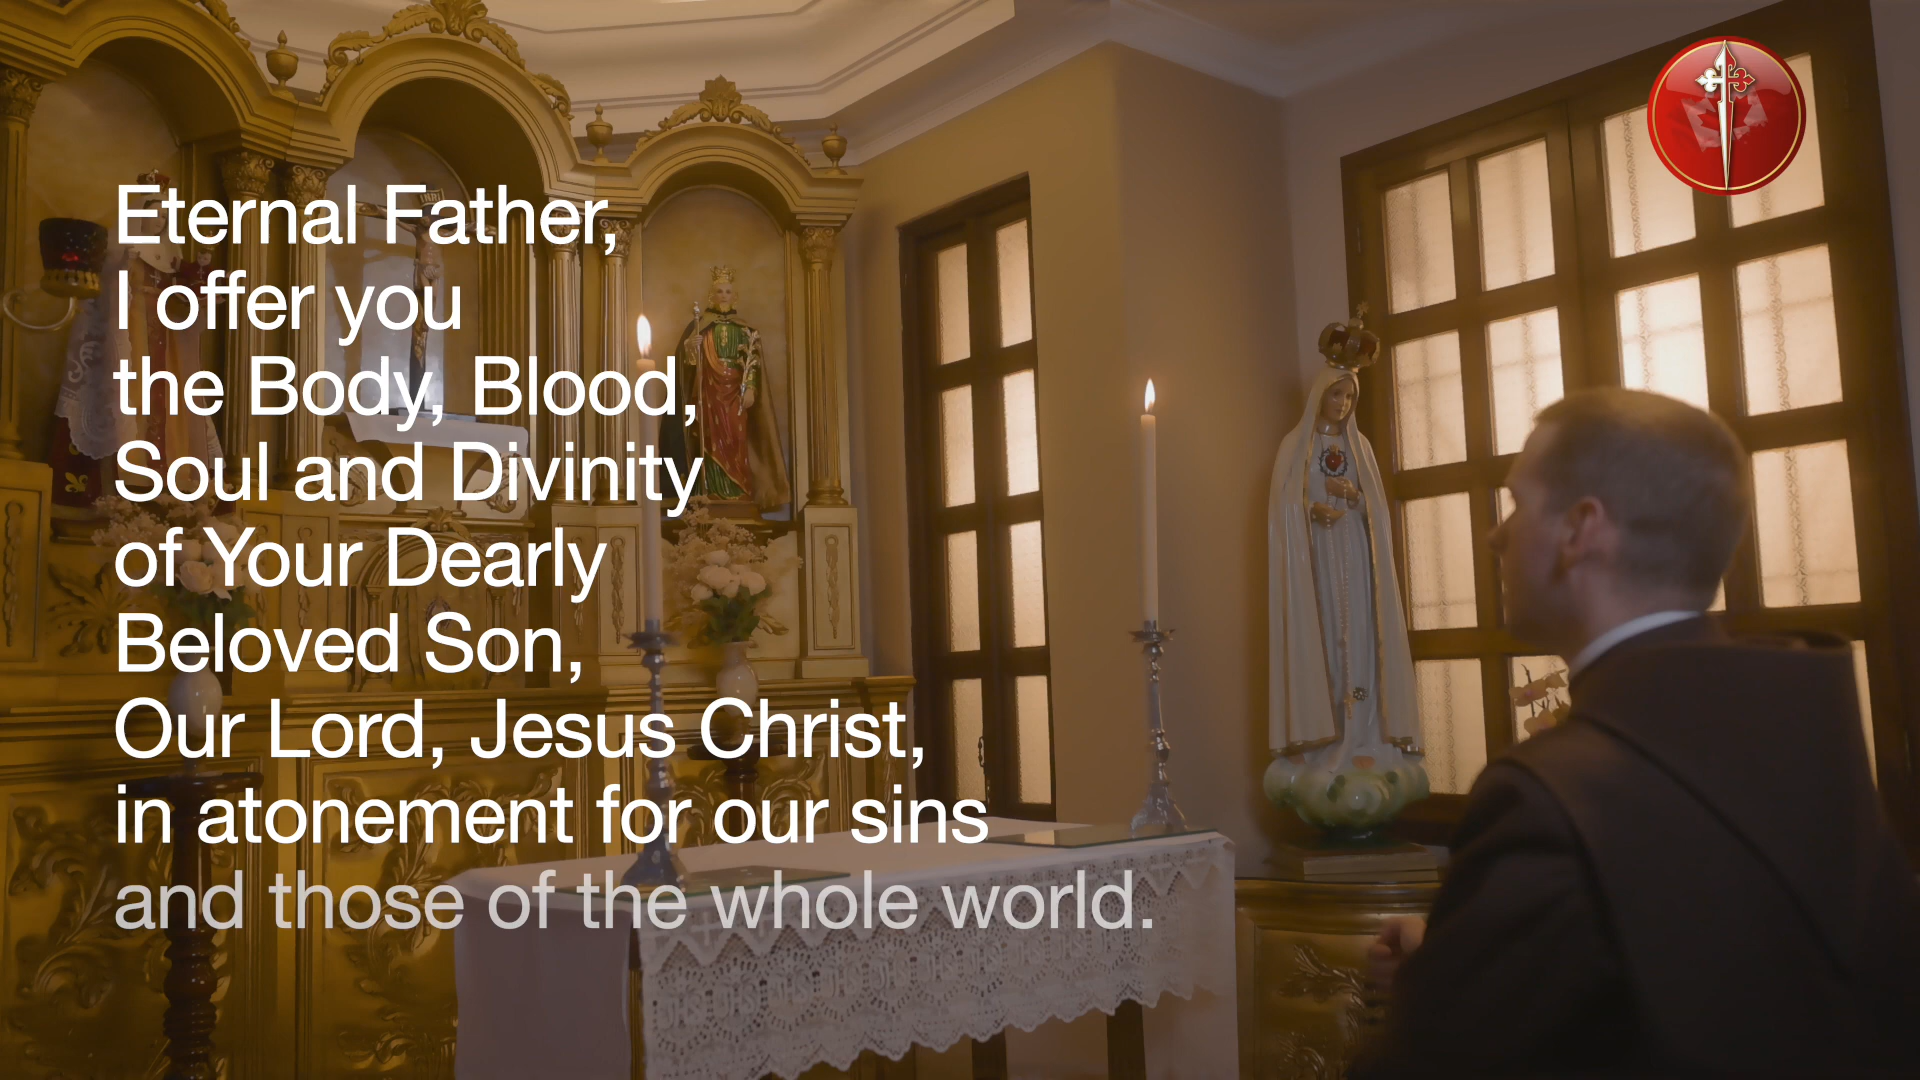 Eternal Father,
I offer you
the Body, Blood,
Soul and Divinity
of Your Dearly
Beloved Son,
Our Lord, Jesus Christ,
in atonement for our sins
and those of the whole world.